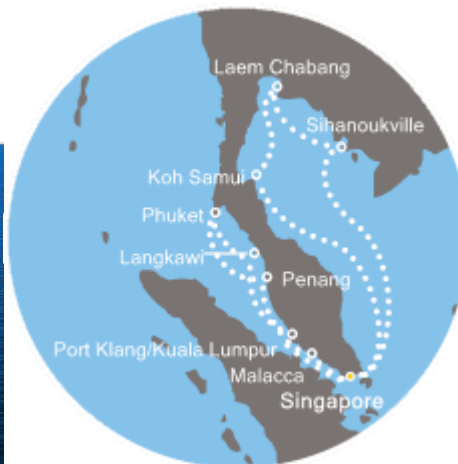 Laem Chabang
Sihanoukville
Koh Samui
Phuket
Langkawi
Penang
Port Klang/Kuala Lumpur
Malacca
Singapore